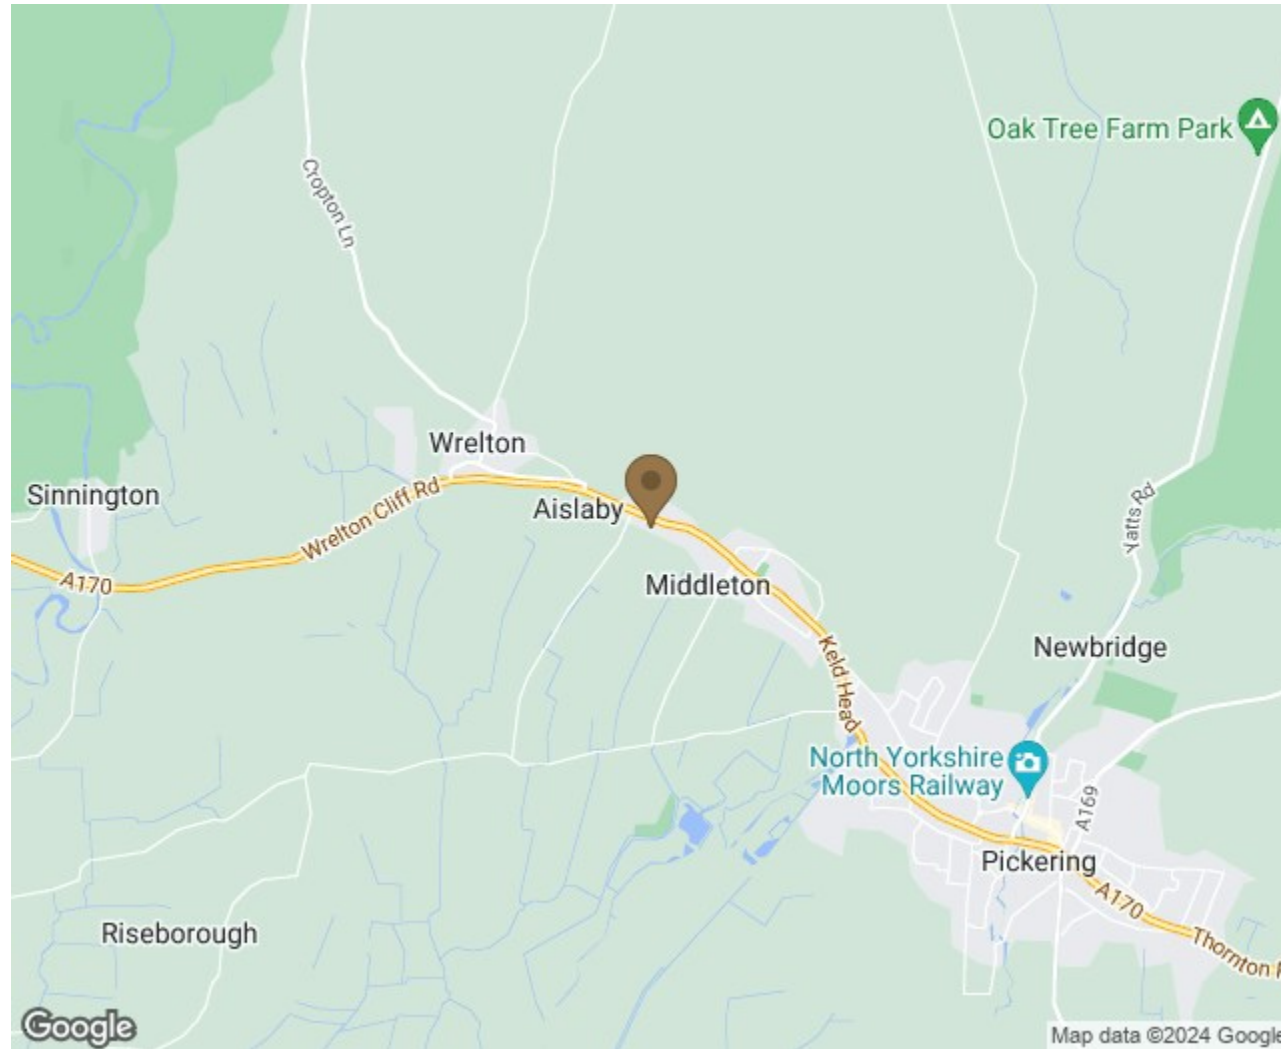 Oak Tree Farm Park
Cropton Ln
Wrelton
Sinnington
Wrelton Cliff Rd
Aislaby
Yatts Rd
A170
Middleton
Newbridge
Keld Head
North Yorkshire
Moors Railway
A169
Pickering
A170
Riseborough
Thornton R
Google
Map data ©2024 Google